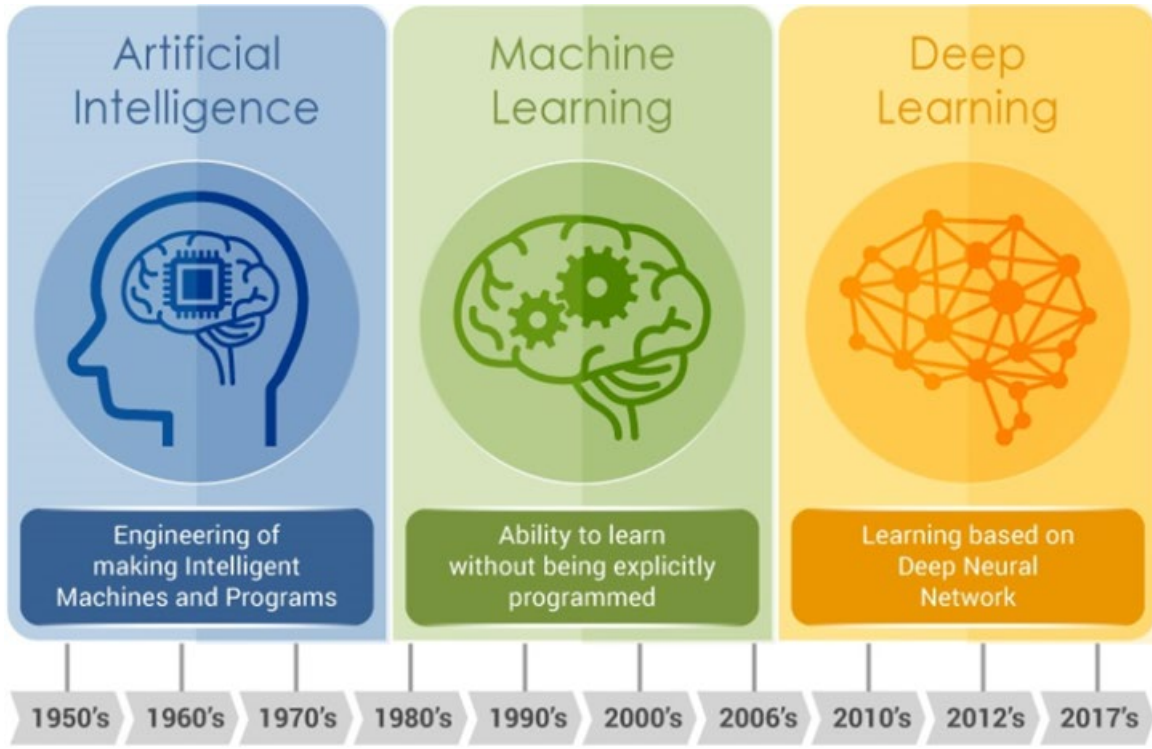 Artificial
Intelligence
Machine
Learning
Deep
Learning
Engineering of
making Intelligent
Machines and Programs
Ability to learn
without being explicitly
programmed
Learning based on
Deep Neural
Network
1950's
1960's
1970's
1980's
1990's
2000's
2006's
2010's
2012's
2017's